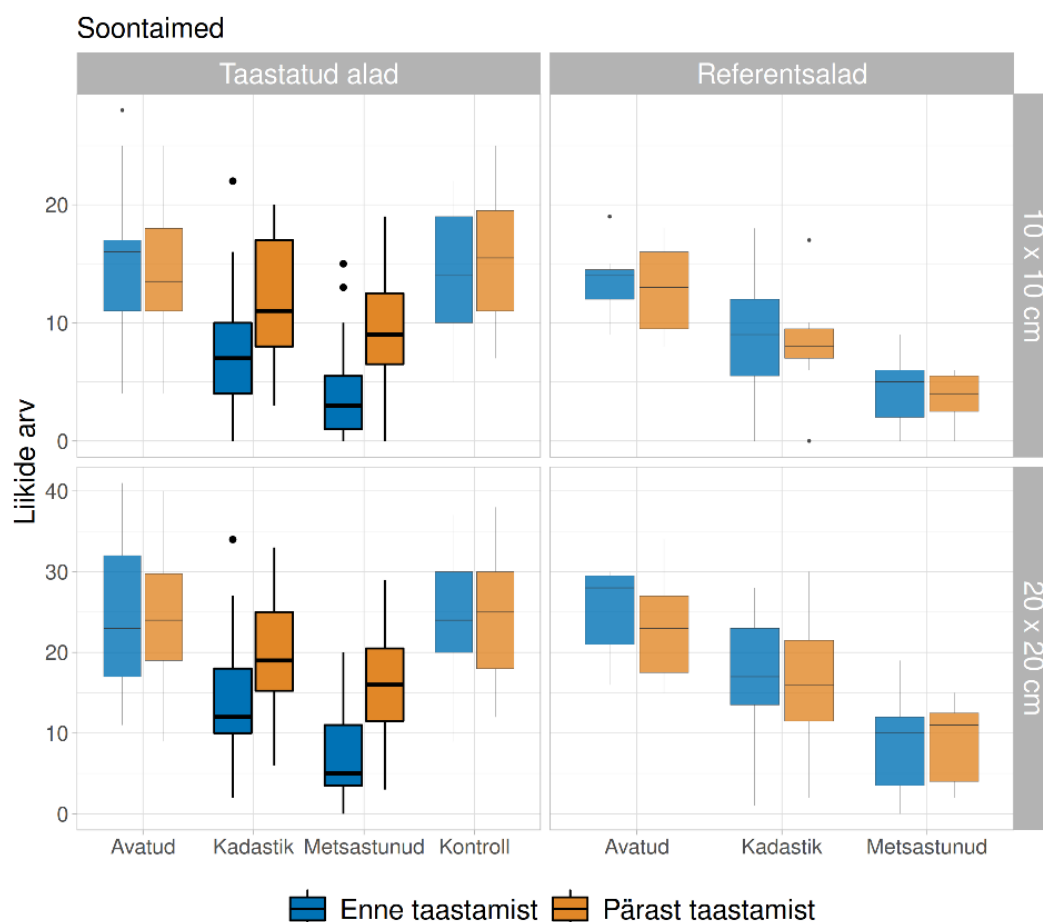 Soontaimed
Taastatud alad
Referentsalad
20
10
0
10 x 10 cm
Liikide arv
40
30
20
10
0
20 x 20 cm
Avatud Kadastik Metsastunud Kontroll
Avatud Kadastik Metsastunud
Enne taastamist Pärast taastamist